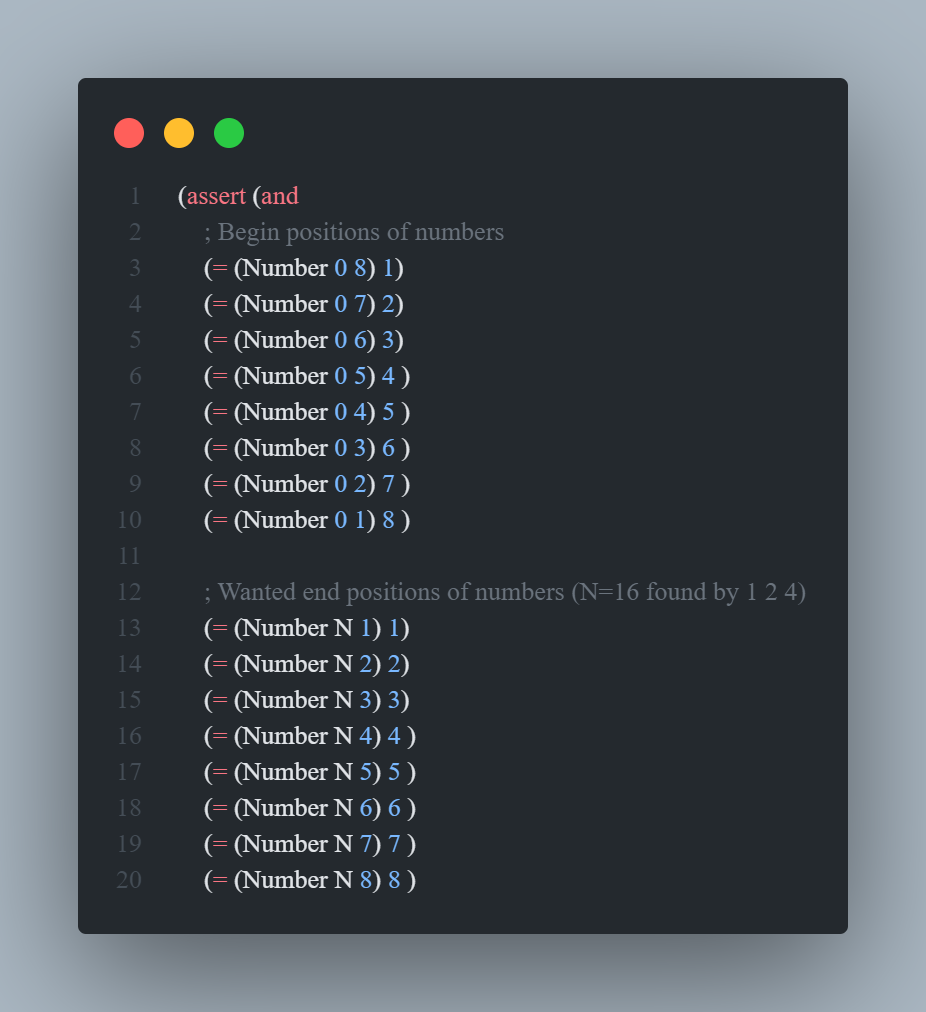 1 (assert (and
2 ; Begin positions of numbers
3 (= (Number 0 8) 1)
4 (= (Number 0 7) 2)
5 (= (Number 0 6) 3)
6 (= (Number 0 5) 4 )
7 (= (Number 0 4) 5 )
8 (= (Number 0 3) 6 )
9 (= (Number 0 2) 7 )
10 (= (Number 0 1) 8 )
11
12 ; Wanted end positions of numbers (N=16 found by 1 2 4)
13 (= (Number N 1) 1)
14 (= (Number N 2) 2)
15 (= (Number N 3) 3)
16 (= (Number N 4) 4 )
17 (= (Number N 5) 5 )
18 (= (Number N 6) 6 )
19 (= (Number N 7) 7 )
20 (= (Number N 8) 8 )